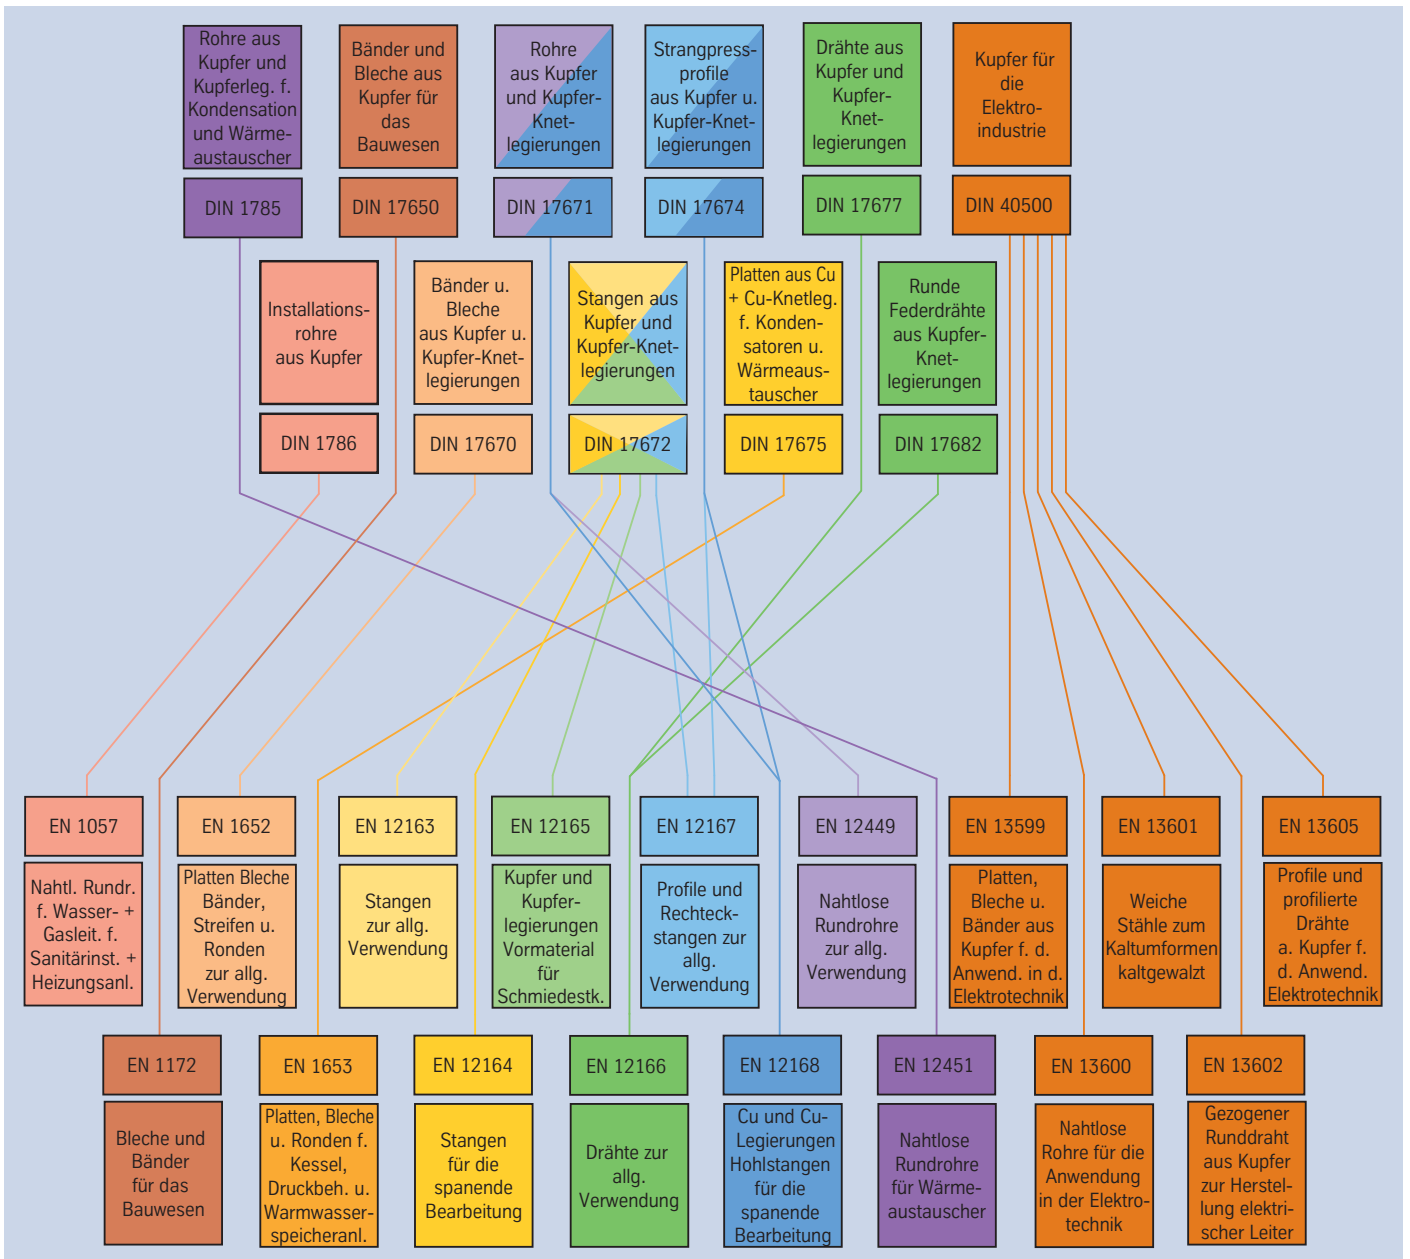 Rohre aus
Kupfer und
Kupferleg. f.
Kondensation
und Wärme-
austauscher
DIN 1785
Bänder und
Bleche aus
Kupfer für
das
Bauwesen
DIN 17650
Rohre
aus Kupfer
und Kupfer-
Knet-
legierungen
DIN 17671
Strangpress-
profile
aus Kupfer u.
Kupfer-Knet-
legierungen
DIN 17674
Drähte aus
Kupfer und
Kupfer-
Knet-
legierungen
DIN 17677
Kupfer für
die
Elektro-
industrie
DIN 40500
Installations-
rohre
aus Kupfer
DIN 1786
Bänder u.
Bleche
aus Kupfer u.
Kupfer-Knet-
legierungen
DIN 17670
Stangen aus
Kupfer und
Kupfer-Knet-
legierungen
DIN 17672
Platten aus Cu
+ Cu-Knetleg.
f. Konden-
satoren u.
Wärmeaus-
tauscher
DIN 17675
Runde
Federdrähte
aus Kupfer-
Knet-
legierungen
DIN 17682
EN 1057
Nahtl. Rundr.
f. Wasser- +
Gasleit. f.
Sanitärinst. +
Heizungsanl.
EN 1652
Platten Bleche
Bänder,
Streifen u.
Ronden
zur allg.
Verwendung
EN 12163
Stangen
zur allg.
Verwendung
EN 12165
Kupfer und
Kupfer-
legierungen
Vormaterial
für
Schmiedestk.
EN 12167
Profile und
Rechteck-
stangen zur
allg.
Verwendung
EN 12449
Nahtlose
Rundrohre
zur allg.
Verwendung
EN 13599
Platten,
Bleche u.
Bänder aus
Kupfer f. d.
Anwend. in d.
Elektrotechnik
EN 13601
Weiche
Stähle zum
Kaltumformen
kaltgewalzt
EN 13605
Profile und
profilierte
Drähte
a. Kupfer f.
d. Anwend.
Elektrotechnik
EN 1172
Bleche und
Bänder
für das
Bauwesen
EN 1653
Platten, Bleche
u. Ronden f.
Kessel,
Druckbeh. u.
Warmwasser-
speicheranl.
EN 12164
Stangen
für die
spanende
Bearbeitung
EN 12166
Drähte zur
allg.
Verwendung
EN 12168
Cu und Cu-
Legierungen
Hohlstangen
für die
spanende
Bearbeitung
EN 12451
Nahtlose
Rundrohre
für Wärme-
austauscher
EN 13600
Nahtlose
Rohre für die
Anwendung
in der Elektro-
technik
EN 13602
Gezogener
Runddraht
aus Kupfer
zur Herstel-
lung elektri-
scher Leiter